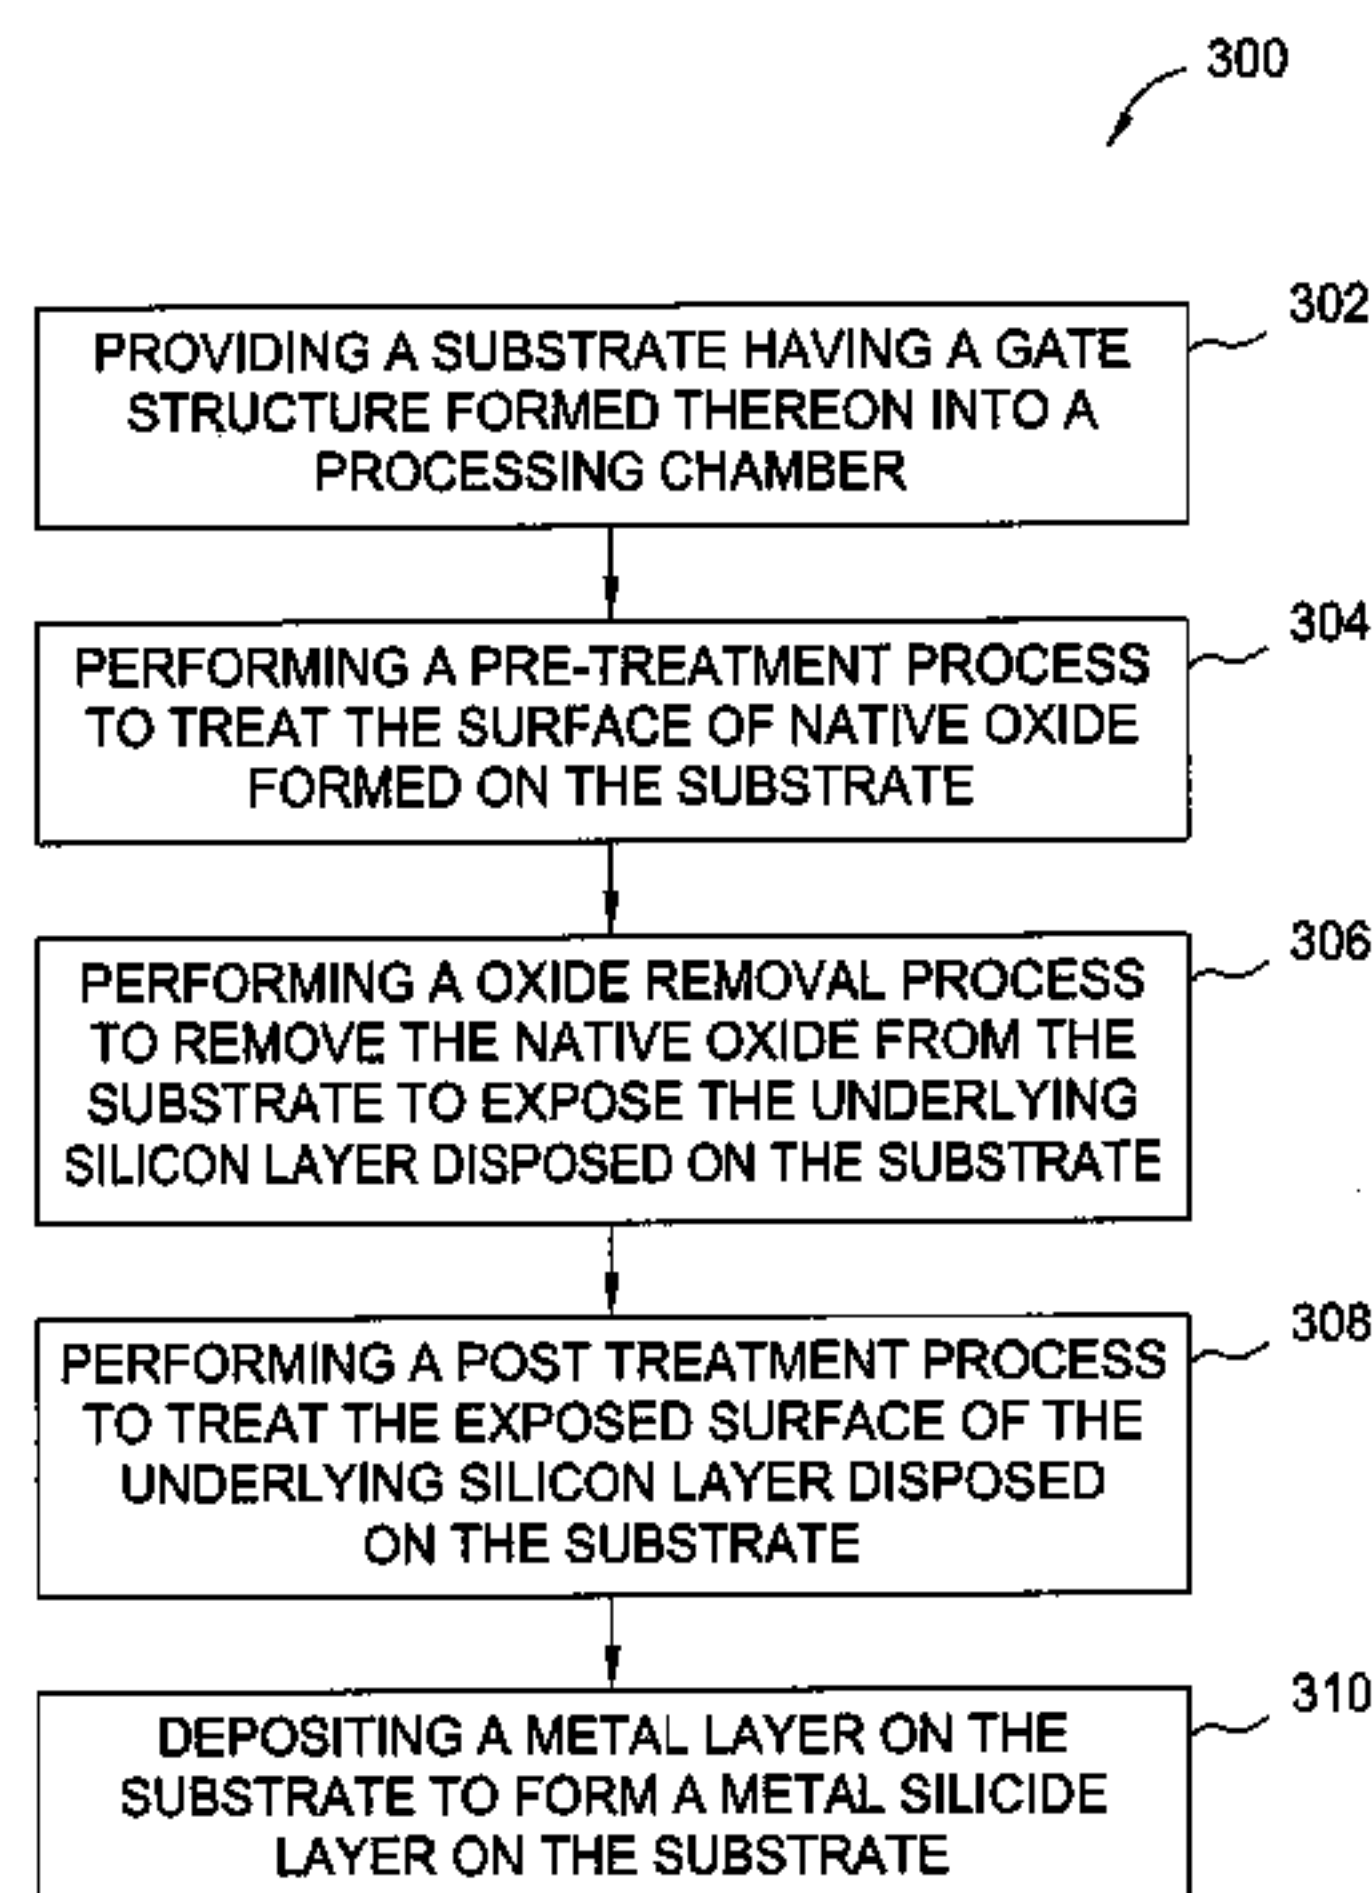 300
302
PROVIDING A SUBSTRATE HAVING A GATE
STRUCTURE FORMED THEREON INTO A
PROCESSING CHAMBER
304
PERFORMING A PRE-TREATMENT PROCESS
TO TREAT THE SURFACE OF NATIVE OXIDE
FORMED ON THE SUBSTRATE
306
PERFORMING A OXIDE REMOVAL PROCESS
TO REMOVE THE NATIVE OXIDE FROM THE
SUBSTRATE TO EXPOSE THE UNDERLYING
SILICON LAYER DISPOSED ON THE SUBSTRATE
308
PERFORMING A POST TREATMENT PROCESS
TO TREAT THE EXPOSED SURFACE OF THE
UNDERLYING SILICON LAYER DISPOSED
ON THE SUBSTRATE
310
DEPOSITING A METAL LAYER ON THE
SUBSTRATE TO FORM A METAL SILICIDE
LAYER ON THE SUBSTRATE